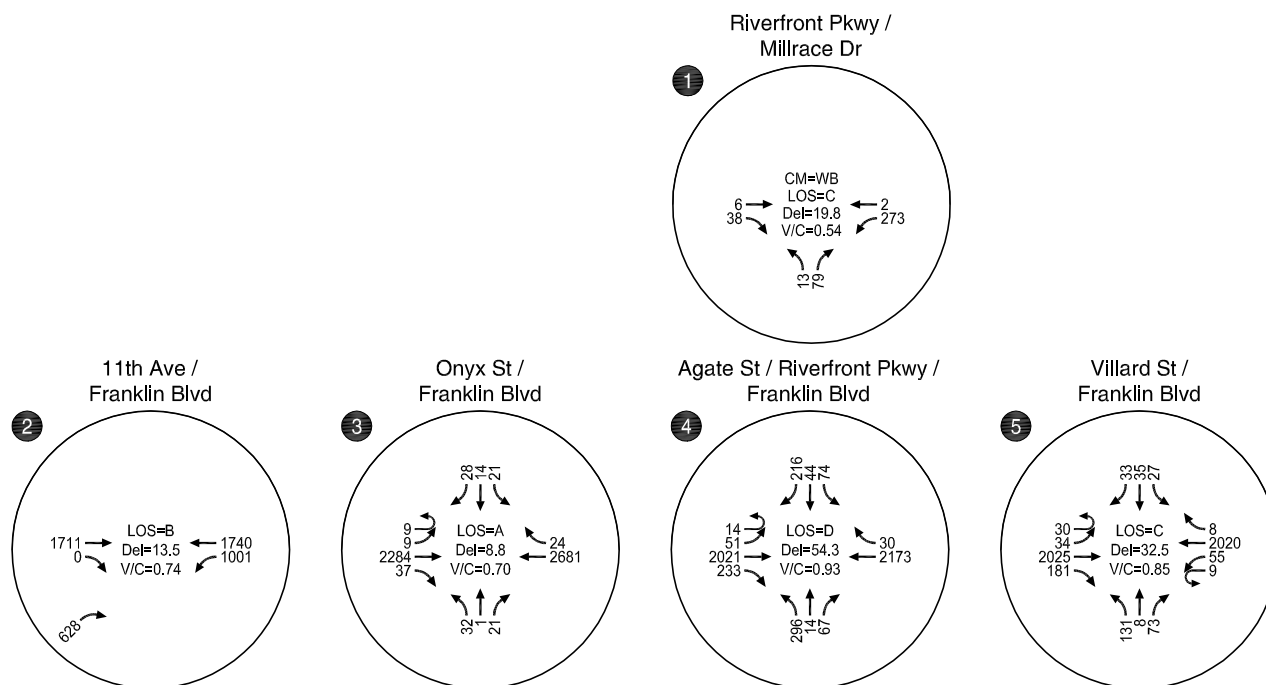 Riverfront Pkwy /
Millrace Dr
1
CM=WB
LOS=C
Del=19.8
V/C=0.54
6
38
2
273
13
79
11th Ave /
Franklin Blvd
2
1711
0
LOS=B
Del=13.5
V/C=0.74
1740
1001
628
Onyx St /
Franklin Blvd
3
28
14
21
9
9
2284
37
LOS=A
Del=8.8
V/C=0.70
24
2681
32
1
21
Agate St / Riverfront Pkwy /
Franklin Blvd
4
216
44
74
14
51
2021
233
LOS=D
Del=54.3
V/C=0.93
30
2173
296
14
67
Villard St /
Franklin Blvd
5
33
35
27
30
34
2025
181
LOS=C
Del=32.5
V/C=0.85
8
2020
55
9
131
8
73